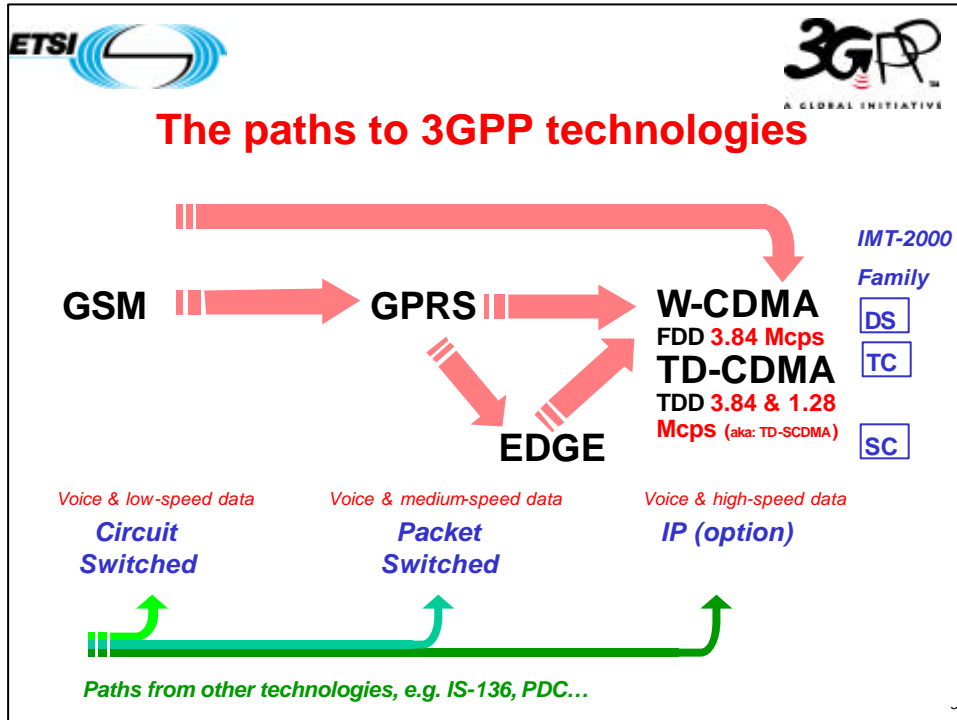 ETSI
3GPP
TM
A GLOBAL INITIATIVE
The paths to 3GPP technologies
IMT-2000
Family
GSM
GPRS
W-CDMA
FDD 3.84 Mcps
DS
TD-CDMA
TC
TDD 3.84 & 1.28
Mcps (aka: TD-SCDMA)
EDGE
SC
Voice & low-speed data
Circuit
Switched
Voice & medium-speed data
Packet
Switched
Voice & high-speed data
IP (option)
Paths from other technologies, e.g. IS-136, PDC…